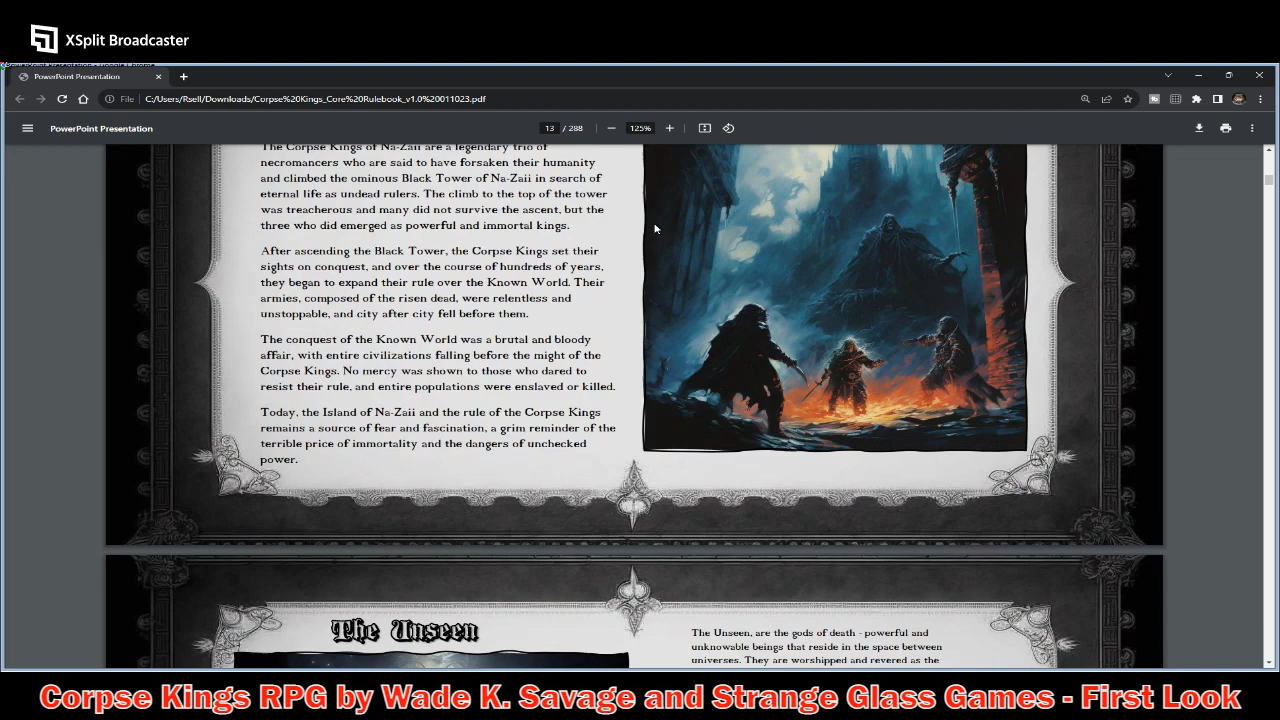 XSplit Broadcaster
PowerPoint Presentation - Google Chrome
PowerPoint Presentation
File
C:/Users/Rsell/Downloads/Corpse%20Kings_Core%20Rulebook_v1.0%20011023.pdf
PowerPoint Presentation
13 / 288
125%
The Corpse Kings of Na-Zaii are a legendary trio of
necromancers who are said to have forsaken their humanity
and climbed the ominous Black Tower of Na-Zaii in search of
eternal life as undead rulers. The climb to the top of the tower
was treacherous and many did not survive the ascent, but the
three who did emerged as powerful and immortal kings.
After ascending the Black Tower, the Corpse Kings set their
sights on conquest, and over the course of hundreds of years,
they began to expand their rule over the Known World. Their
armies, composed of the risen dead, were relentless and
unstoppable, and city after city fell before them.
The conquest of the Known World was a brutal and bloody
affair, with entire civilizations falling before the might of the
Corpse Kings. No mercy was shown to those who dared to
resist their rule, and entire populations were enslaved or killed.
Today, the Island of Na-Zaii and the rule of the Corpse Kings
remains a source of fear and fascination, a grim reminder of the
terrible price of immortality and the dangers of unchecked
power.
The Unseen
The Unseen, are the gods of death - powerful and
unknowable beings that reside in the space between
universes. They are worshipped and revered as the
Corpse Kings RPG by Wade K. Savage and Strange Glass Games - First Look